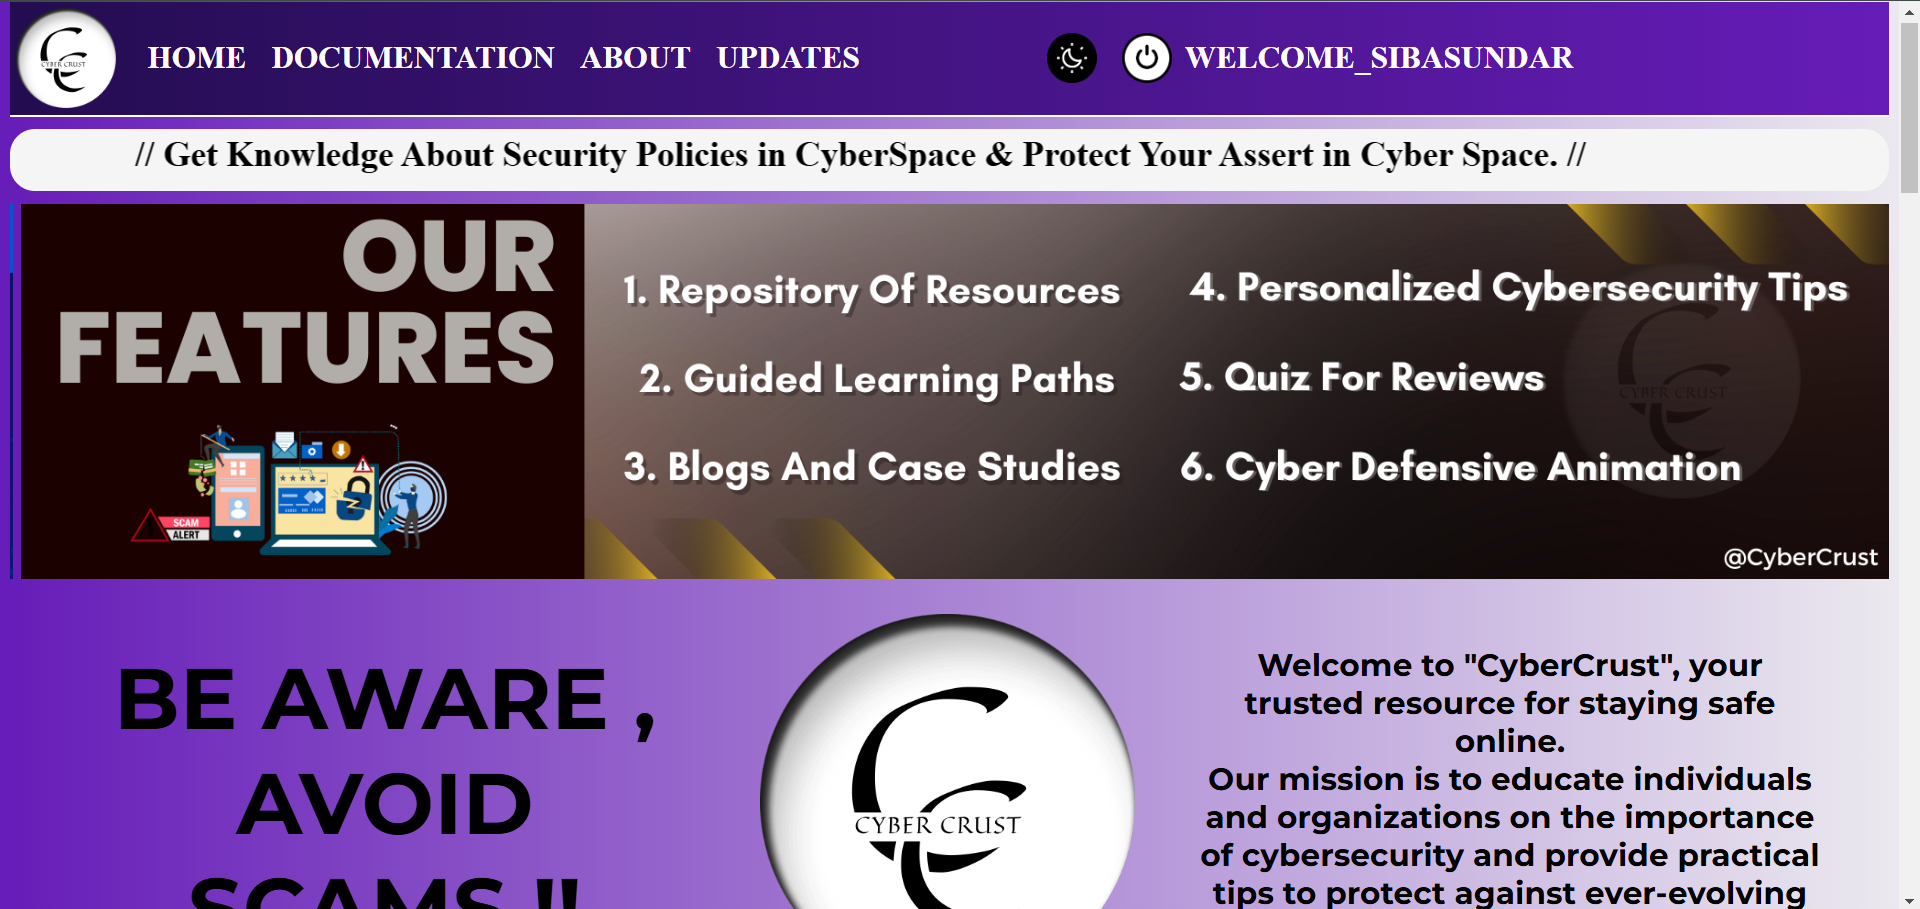 CYBER CRUST
HOME DOCUMENTATION ABOUT UPDATES
WELCOME_SIBASUNDAR
// Get Knowledge About Security Policies in CyberSpace & Protect Your Assert in Cyber Space. //
OUR
FEATURES
SCAM
ALERT
1. Repository Of Resources
2. Guided Learning Paths
3. Blogs And Case Studies
4. Personalized Cybersecurity Tips
5. Quiz For Reviews
6. Cyber Defensive Animation
CYBER CRUST
@CyberCrust
BE AWARE ,
AVOID
SCAMS !!
CYBER CRUST
Welcome to "CyberCrust", your
trusted resource for staying safe
online.
Our mission is to educate individuals
and organizations on the importance
of cybersecurity and provide practical
tips to protect against ever-evolving